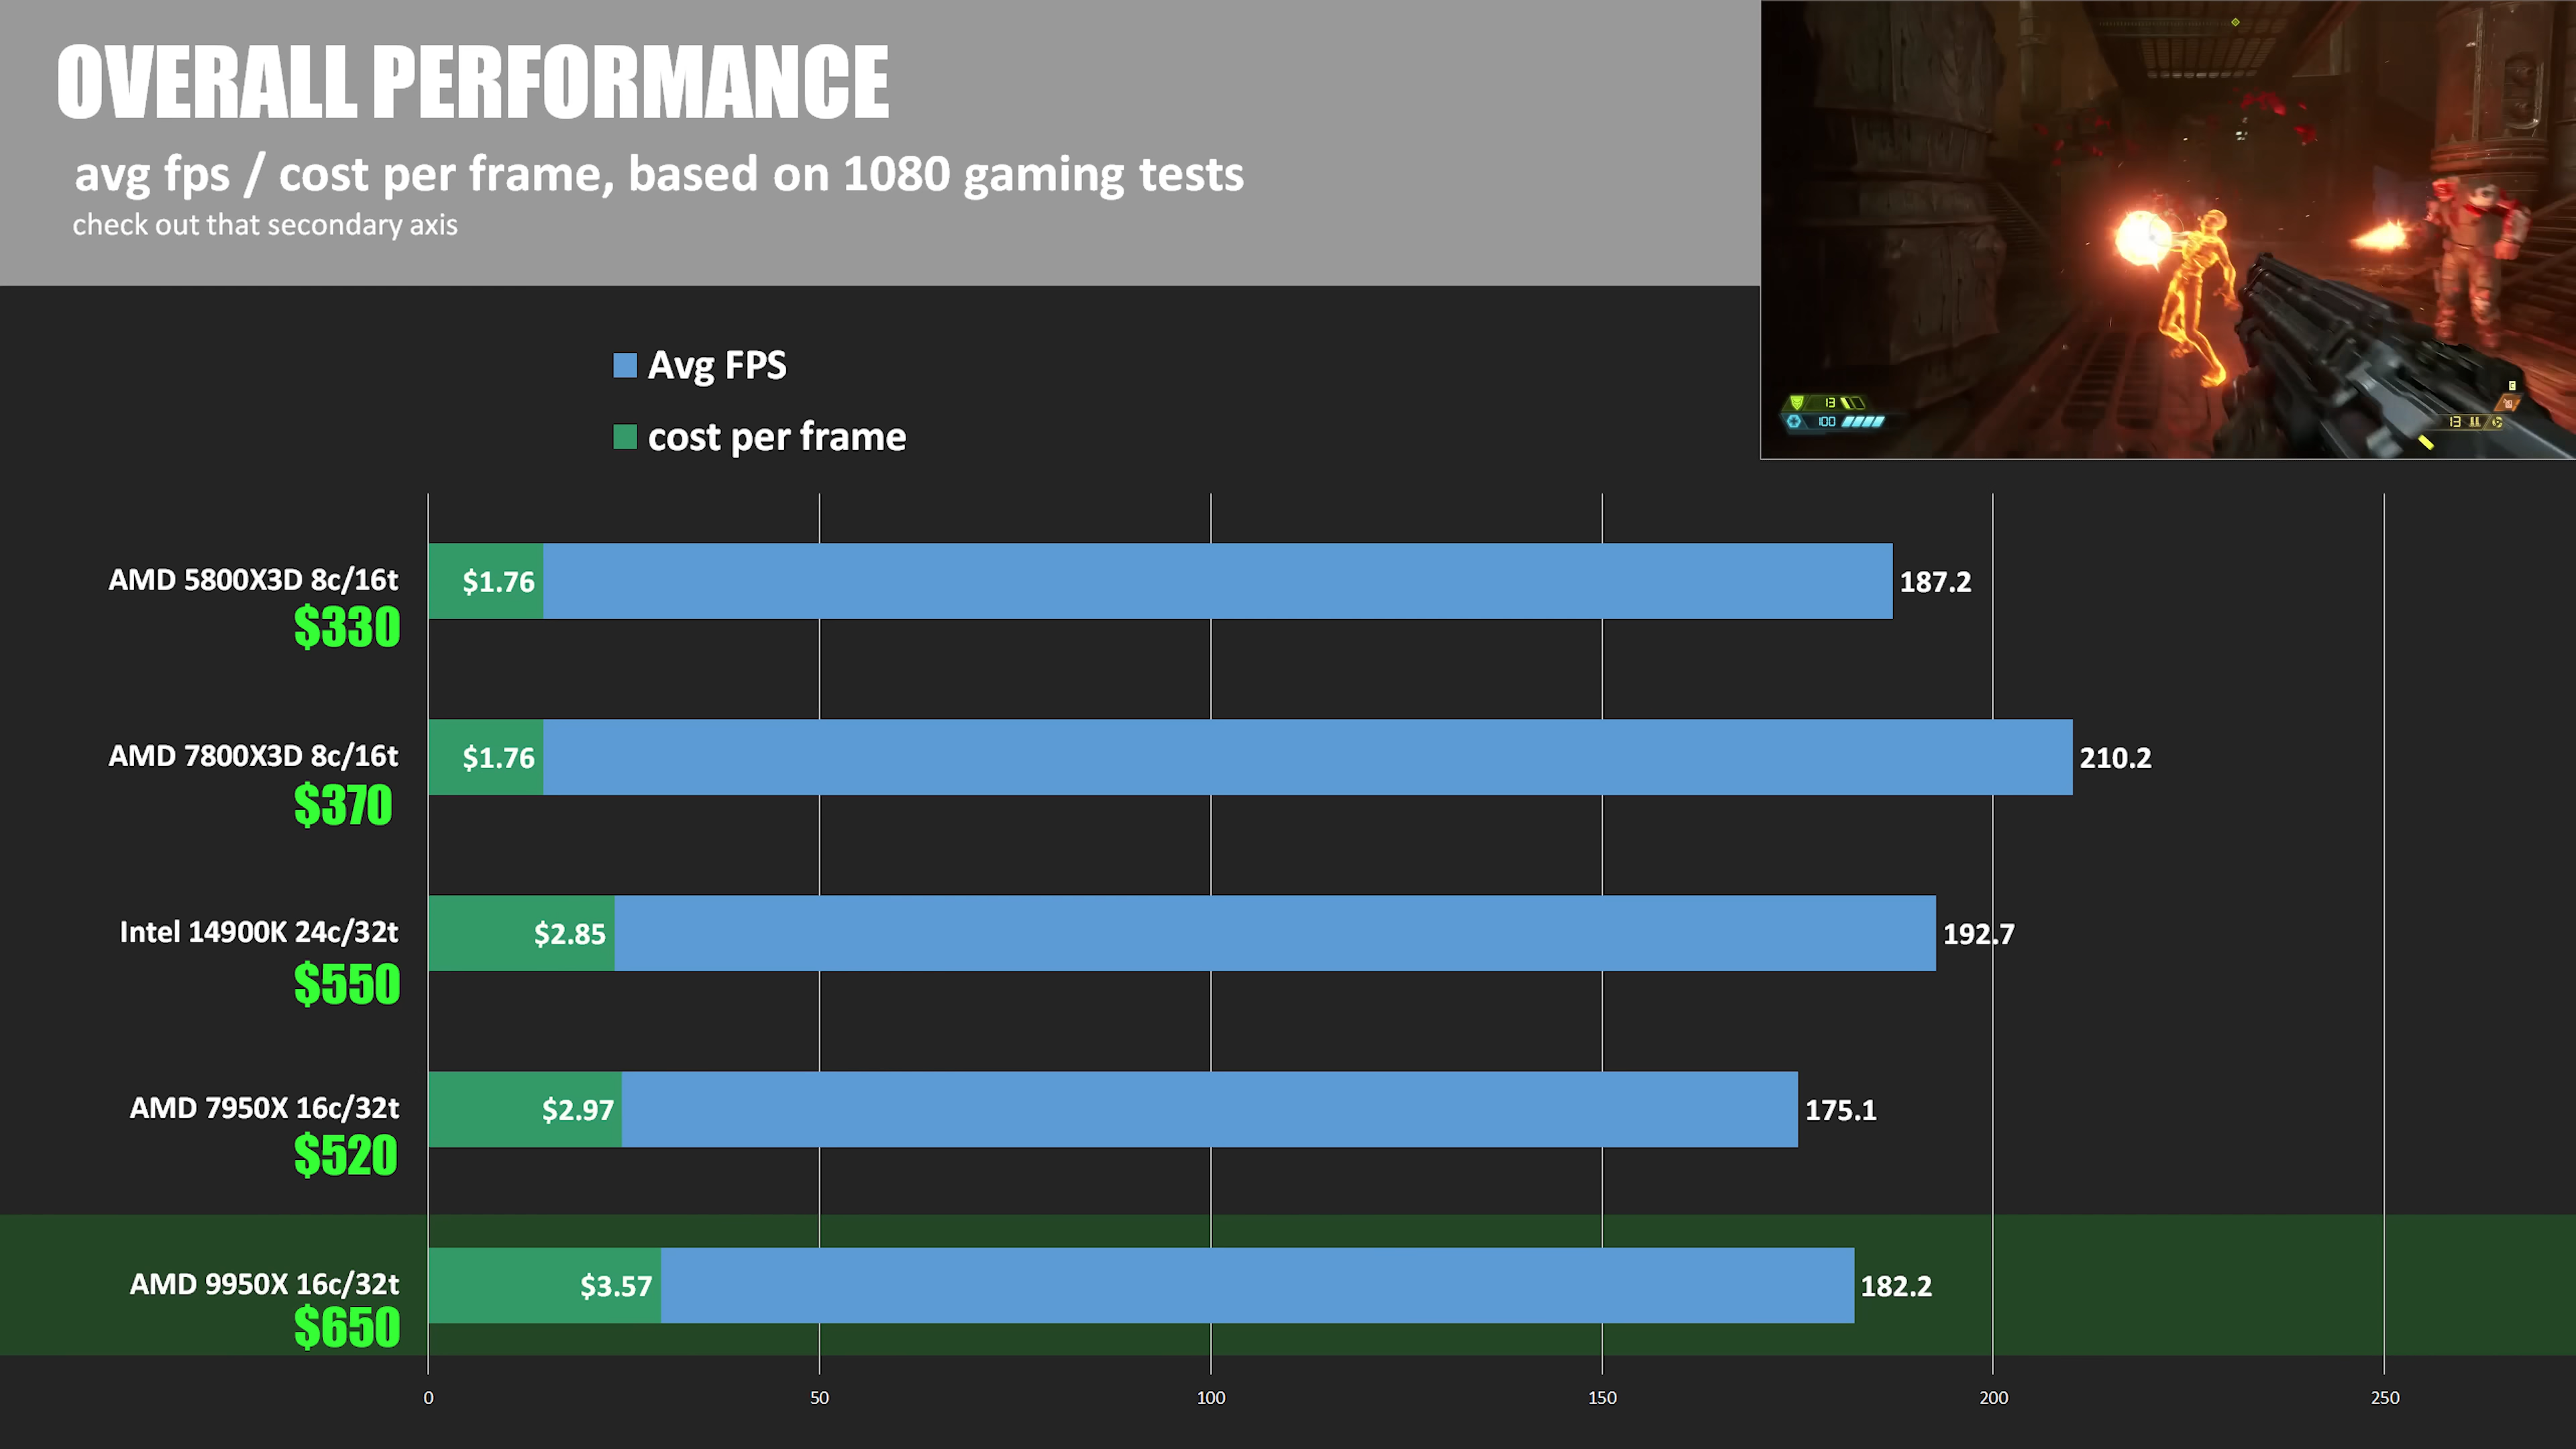 OVERALL PERFORMANCE
avg fps / cost per frame, based on 1080 gaming tests
check out that secondary axis
Avg FPS
cost per frame
AMD 5800X3D 8c/16t
$330
$1.76
187.2
AMD 7800X3D 8c/16t
$370
$1.76
210.2
Intel 14900K 24c/32t
$550
$2.85
192.7
AMD 7950X 16c/32t
$520
$2.97
175.1
AMD 9950X 16c/32t
$650
$3.57
182.2
0 50 100 150 200 250
13
100
13